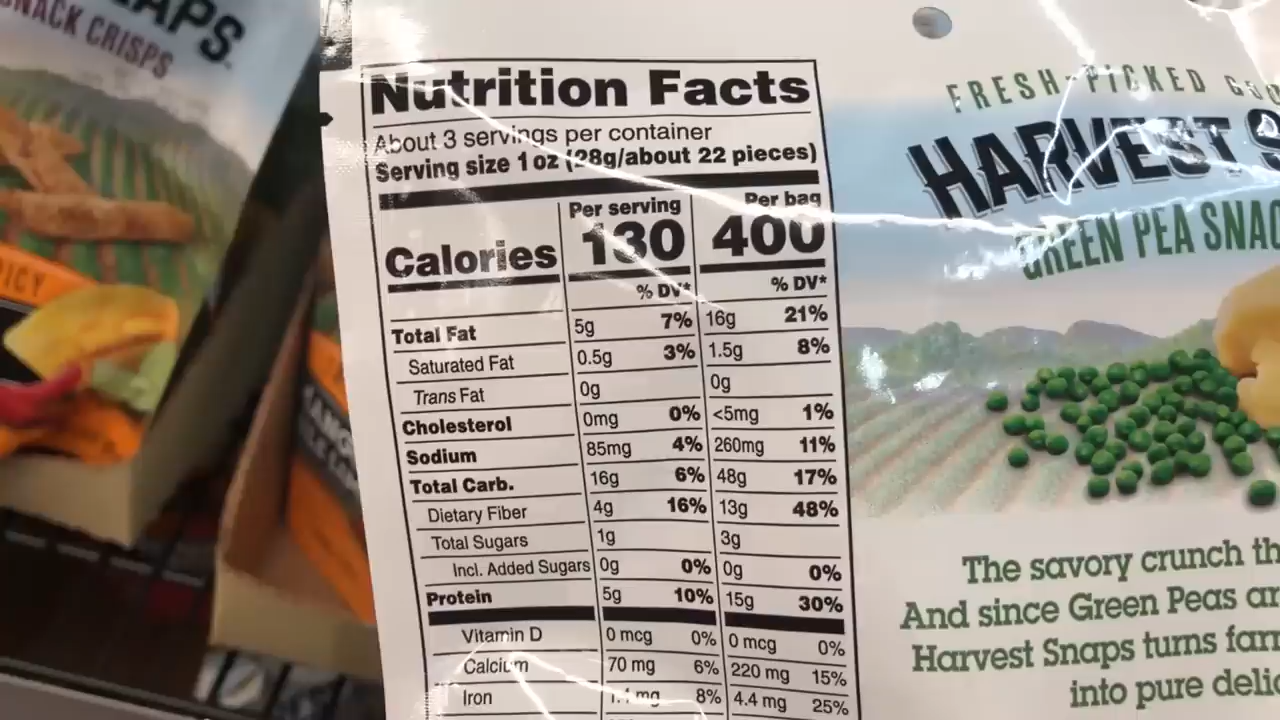 APS
SNACK CRISPS
ICY
Nutrition Facts
About 3 servings per container
Serving size 1 oz (28g/about 22 pieces)
Per serving Per bag
Calories 130 400
% DV* % DV*
Total Fat 5g 7% 16g 21%
Saturated Fat 0.5g 3% 1.5g 8%
Trans Fat 0g 0g
Cholesterol 0mg 0% <5mg 1%
Sodium 85mg 4% 260mg 11%
Total Carb. 16g 6% 48g 17%
Dietary Fiber 4g 16% 13g 48%
Total Sugars 1g 3g
Incl. Added Sugars 0g 0% 0g 0%
Protein 5g 10% 15g 30%
Vitamin D 0 mcg 0% 0 mcg 0%
Calcium 70 mg 6% 220 mg 15%
Iron mg 8% 4.4 mg 25%
FRESH-PICKED
HARVEST S
GREEN PEA SNAC
The savory crunch th
And since Green Peas ar
Harvest Snaps turns farm
into pure delic